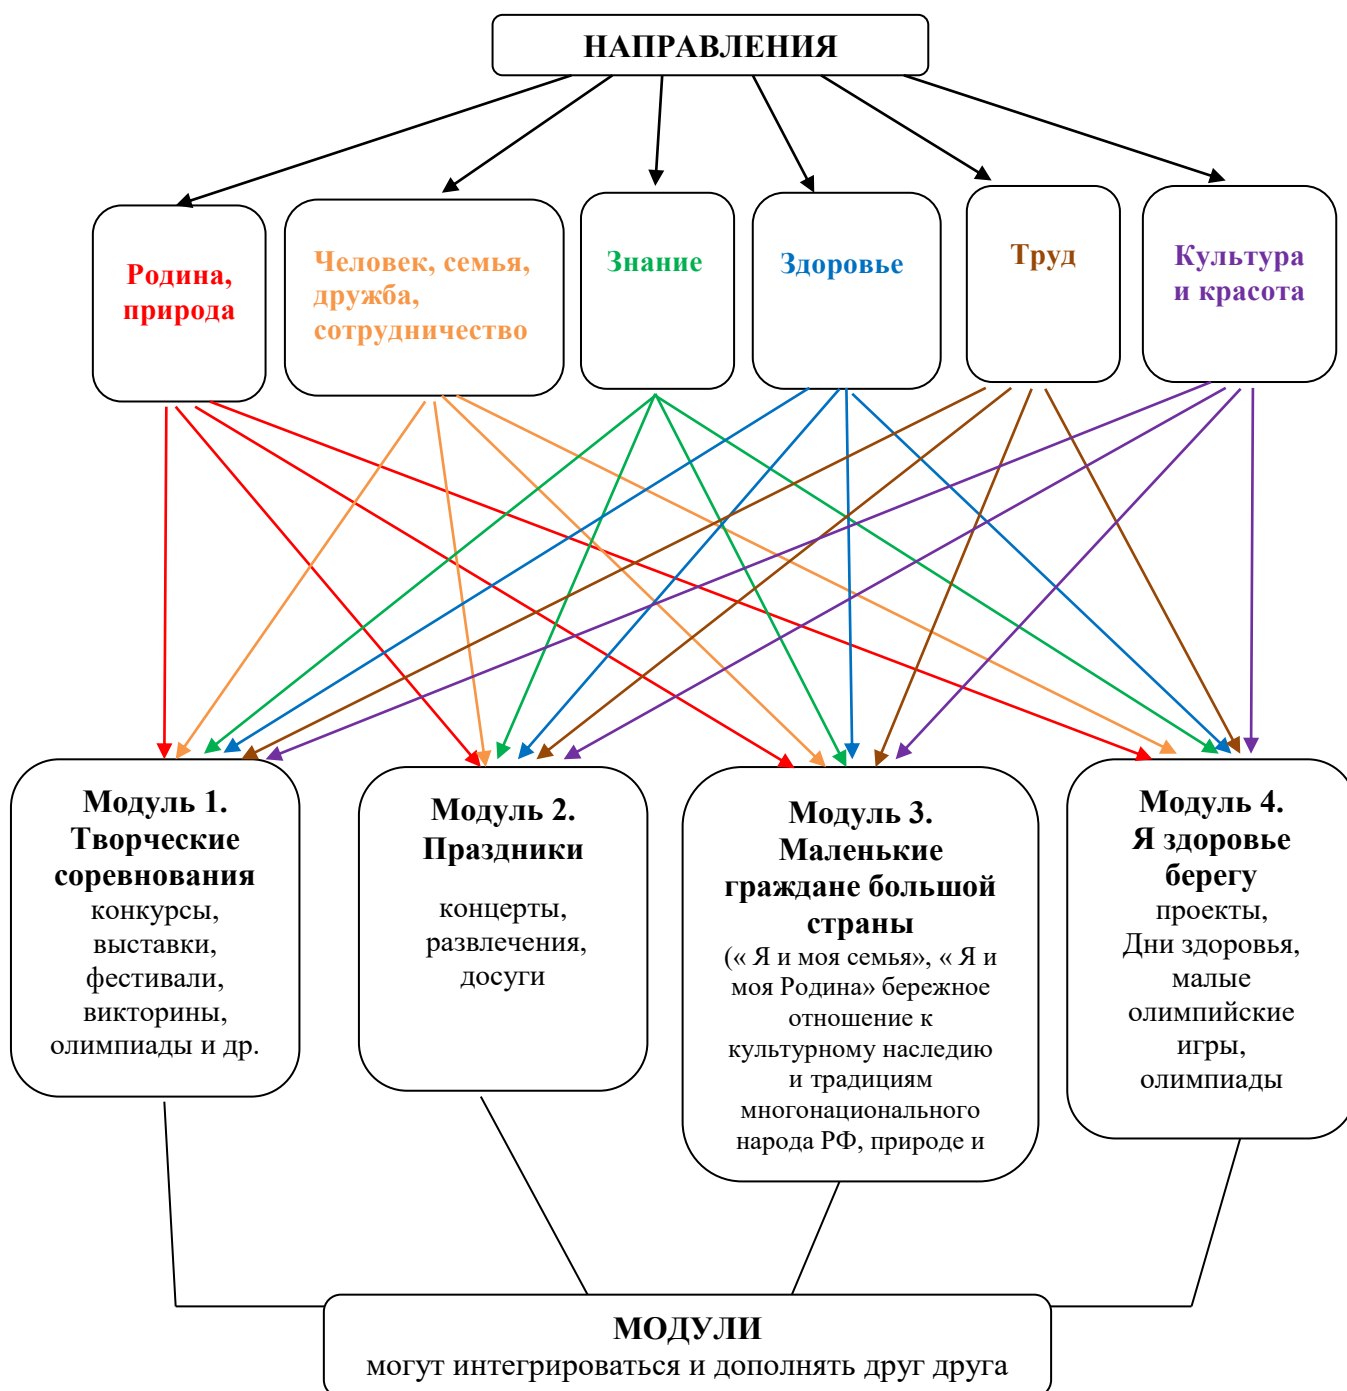 НАПРАВЛЕНИЯ
Родина,
природа
Человек, семья,
дружба,
сотрудничество
Знание
Здоровье
Труд
Культура
и красота
Модуль 1.
Творческие
соревнования
конкурсы,
выставки,
фестивали,
викторины,
олимпиады и др.
Модуль 2.
Праздники
концерты,
развлечения,
досуги
Модуль 3.
Маленькие
граждане большой
страны
(« Я и моя семья», « Я и
моя Родина» бережное
отношение к
культурному наследию
и традициям
многонационального
народа РФ, природе и
Модуль 4.
Я здоровье
берегу
проекты,
Дни здоровья,
малые
олимпийские
игры,
олимпиады
МОДУЛИ
могут интегрироваться и дополнять друг друга